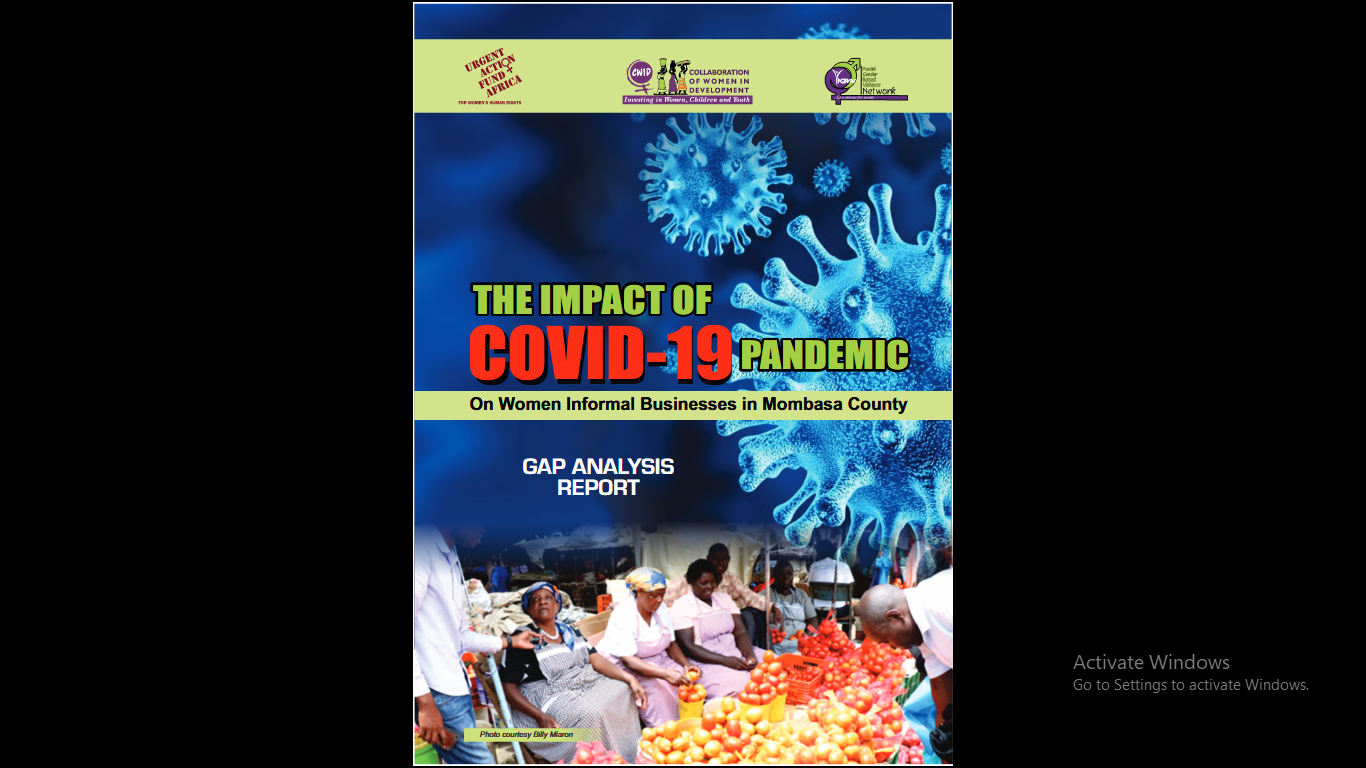 URGENT
ACTION
FUND
AFRICA
FOR WOMEN'S HUMAN RIGHTS
CWID
COLLABORATION
OF WOMEN IN
DEVELOPMENT
Investing in Women, Children and Youth
Pwani
Gender
Based
Violence
Network
THE IMPACT OF
COVID-19 PANDEMIC
On Women Informal Businesses in Mombasa County
GAP ANALYSIS
REPORT
Photo courtesy Billy Miaron
Activate Windows
Go to Settings to activate Windows.